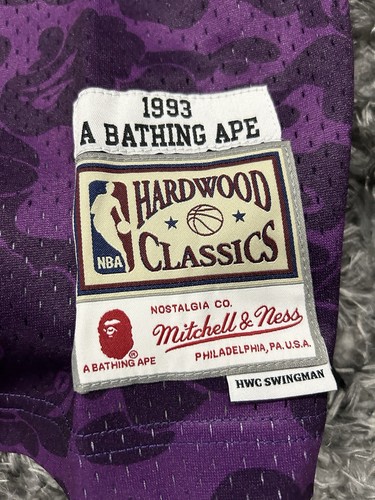 1993
A BATHING APE
HARDWOOD
CLASSICS
NBA
NOSTALGIA CO.
Mitchell & Ness
PHILADELPHIA, PA. U.S.A.
®
A BATHING APE
HWC SWINGMAN